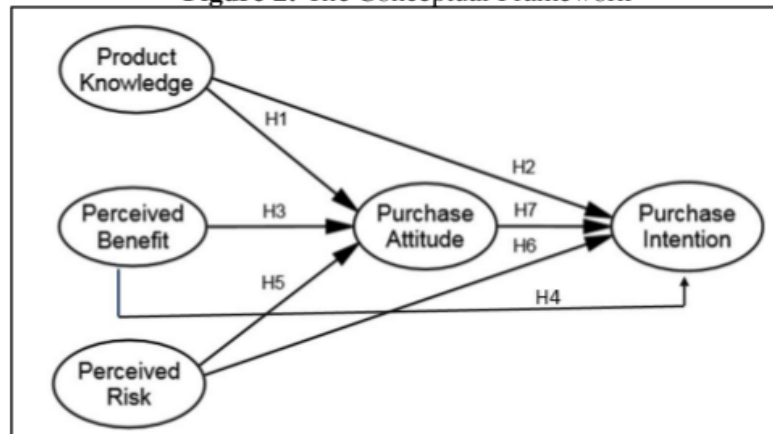 Figure 2. The Conceptual Framework
Product
Knowledge
H1
H2
Perceived
Benefit
H3
Purchase
Attitude
H7
Purchase
Intention
H6
H5
H4
Perceived
Risk